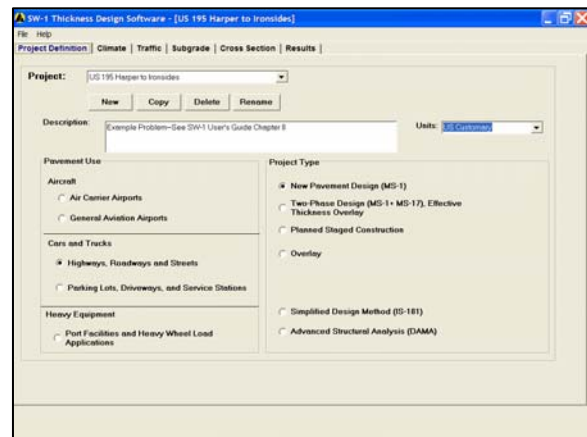 SW-1 Thickness Design Software - [US 195 Harper to Ironsides]
File Help
Project Definition | Climate | Traffic | Subgrade | Cross Section | Results |
Project: US 195 Harper to Ironsides
New Copy Delete Rename
Description: Example Problem--See SW-1 User's Guide Chapter 8
Units: US Customary
Pavement Use
Aircraft
Air Carrier Airports
General Aviation Airports
Cars and Trucks
Highways, Roadways and Streets
Parking Lots, Driveways, and Service Stations
Heavy Equipment
Port Facilities and Heavy Wheel Load
Applications
Project Type
New Pavement Design (MS-1)
Two-Phase Design (MS-1+ MS-17), Effective
Thickness Overlay
Planned Staged Construction
Overlay
Simplified Design Method (IS-181)
Advanced Structural Analysis (DAMA)